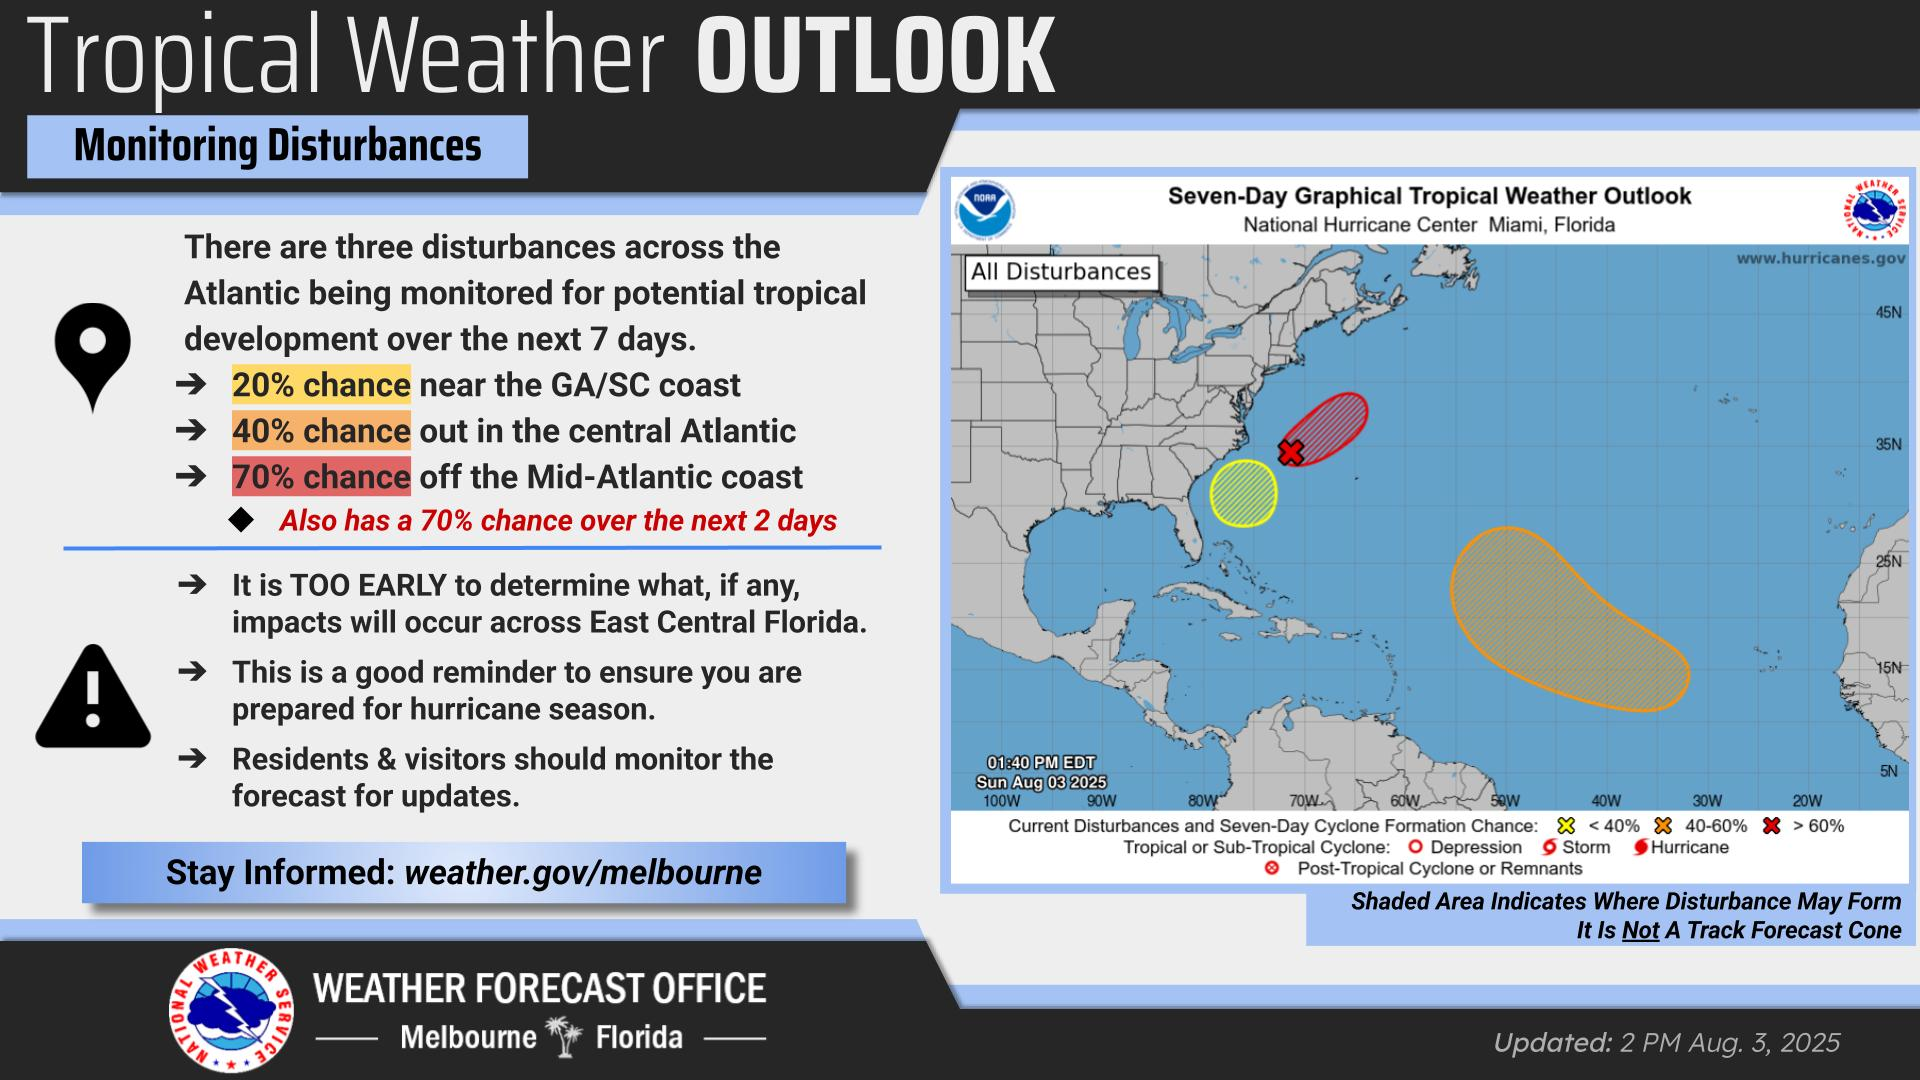 Tropical Weather OUTLOOK
Monitoring Disturbances
There are three disturbances across the
Atlantic being monitored for potential tropical
development over the next 7 days.
➔ 20% chance near the GA/SC coast
➔ 40% chance out in the central Atlantic
➔ 70% chance off the Mid-Atlantic coast
◆ Also has a 70% chance over the next 2 days
➔ It is TOO EARLY to determine what, if any,
impacts will occur across East Central Florida.
➔ This is a good reminder to ensure you are
prepared for hurricane season.
➔ Residents & visitors should monitor the
forecast for updates.
Stay Informed: weather.gov/melbourne
NATIONAL WEATHER SERVICE
WEATHER FORECAST OFFICE
Melbourne Florida
NOAA
Seven-Day Graphical Tropical Weather Outlook
National Hurricane Center Miami, Florida
NATIONAL WEATHER SERVICE
All Disturbances
www.hurricanes.gov
45N
35N
25N
15N
5N
01:40 PM EDT
Sun Aug 03 2025
100W 90W 80W 70W 60W 50W 40W 30W 20W
Current Disturbances and Seven-Day Cyclone Formation Chance: < 40% 40-60% > 60%
Tropical or Sub-Tropical Cyclone: Depression Storm Hurricane
Post-Tropical Cyclone or Remnants
Shaded Area Indicates Where Disturbance May Form
It Is Not A Track Forecast Cone
Updated: 2 PM Aug. 3, 2025